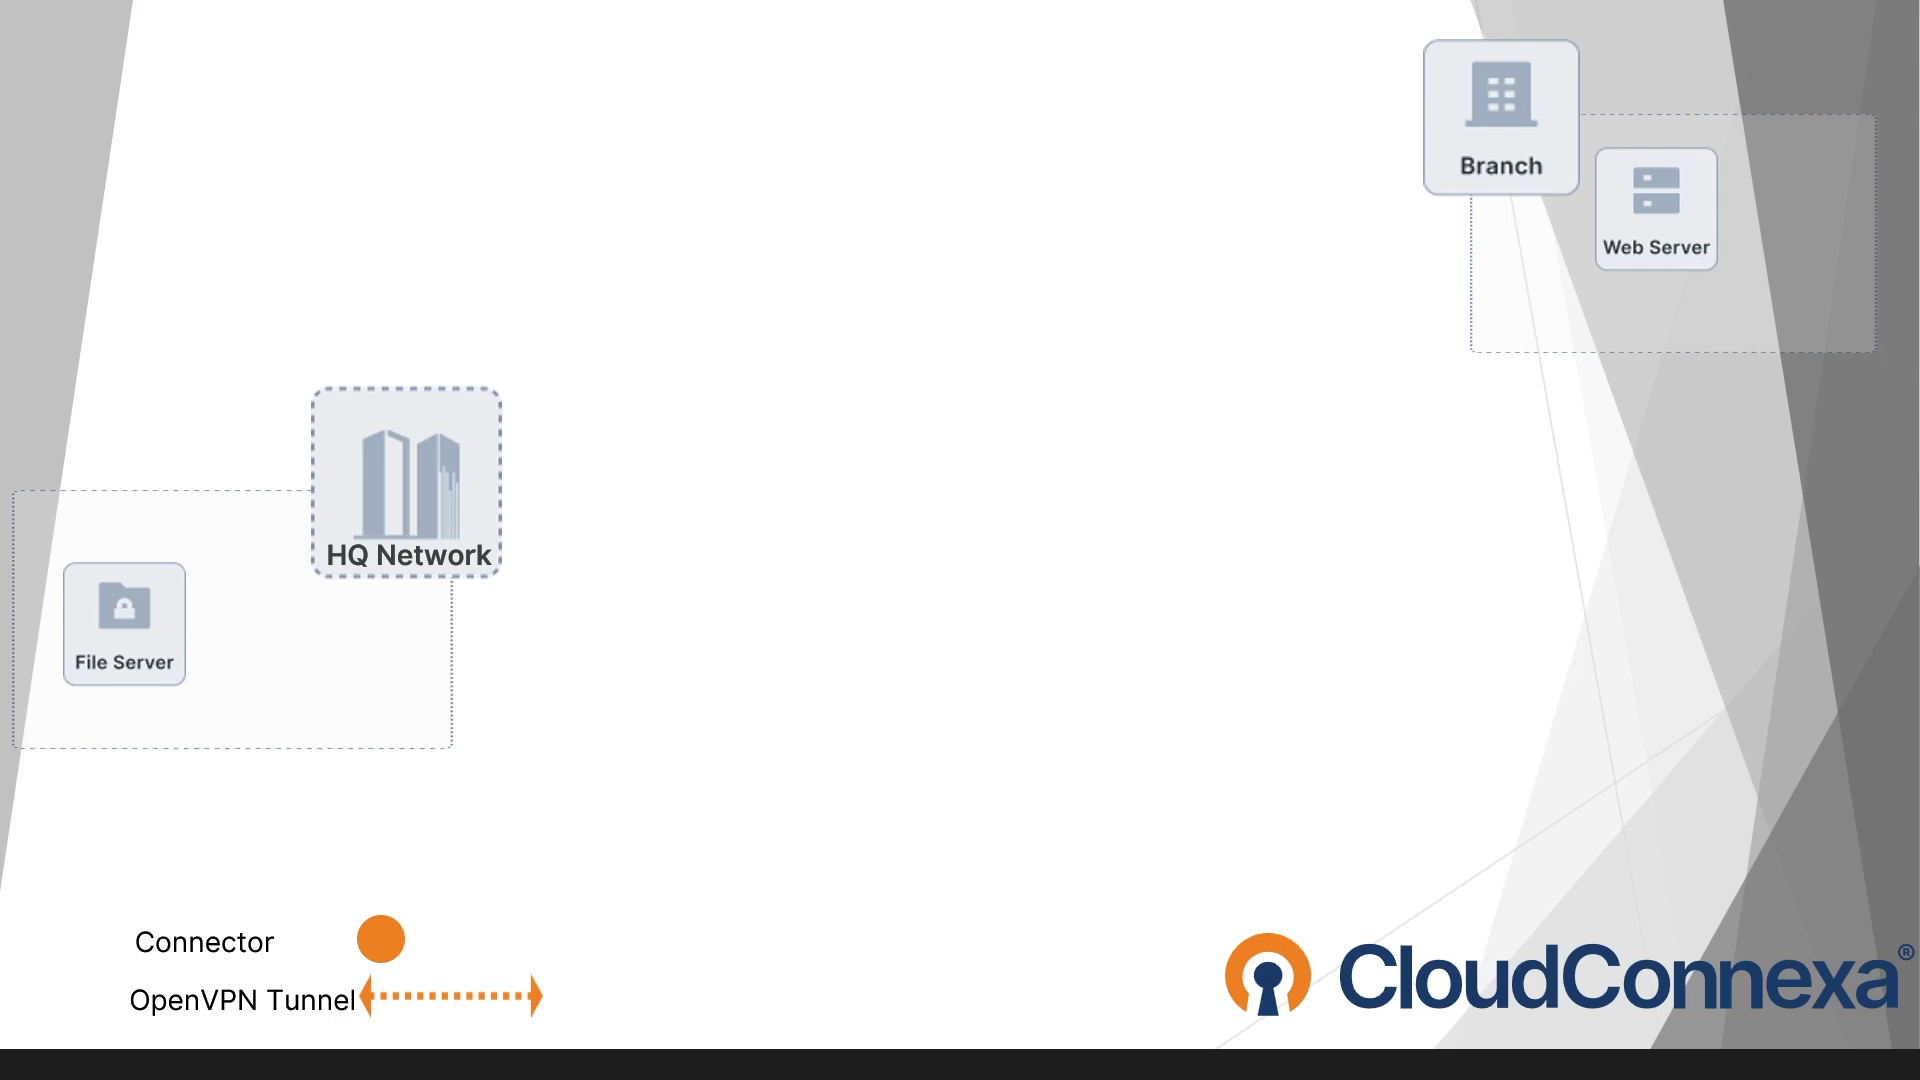 Branch
Web Server
HQ Network
File Server
Connector
OpenVPN Tunnel
CloudConnexa®